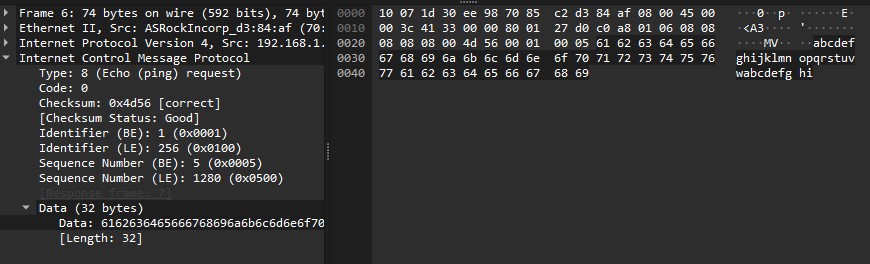 Frame 6: 74 bytes on wire (592 bits), 74 byt
Ethernet II, Src: ASRockIncorp_d3:84:af (70:
Internet Protocol Version 4, Src: 192.168.1.
Internet Control Message Protocol
Type: 8 (Echo (ping) request)
Code: 0
Checksum: 0x4d56 [correct]
[Checksum Status: Good]
Identifier (BE): 1 (0x0001)
Identifier (LE): 256 (0x0100)
Sequence Number (BE): 5 (0x0005)
Sequence Number (LE): 1280 (0x0500)
[Response frame: 7]
Data (32 bytes)
Data: 6162636465666768696a6b6c6d6e6f70
[Length: 32]
0000 10 07 1d 30 ee 98 70 85 c2 d3 84 af 08 00 45 00 ···0··p· ······E·
0010 00 3c 41 33 00 00 80 01 27 d0 c0 a8 01 06 08 08 ·<A3···· '·······
0020 08 08 08 00 4d 56 00 01 00 05 61 62 63 64 65 66 ····MV·· ··abcdef
0030 67 68 69 6a 6b 6c 6d 6e 6f 70 71 72 73 74 75 76 ghijklmn opqrstuv
0040 77 61 62 63 64 65 66 67 68 69 wabcdefg hi